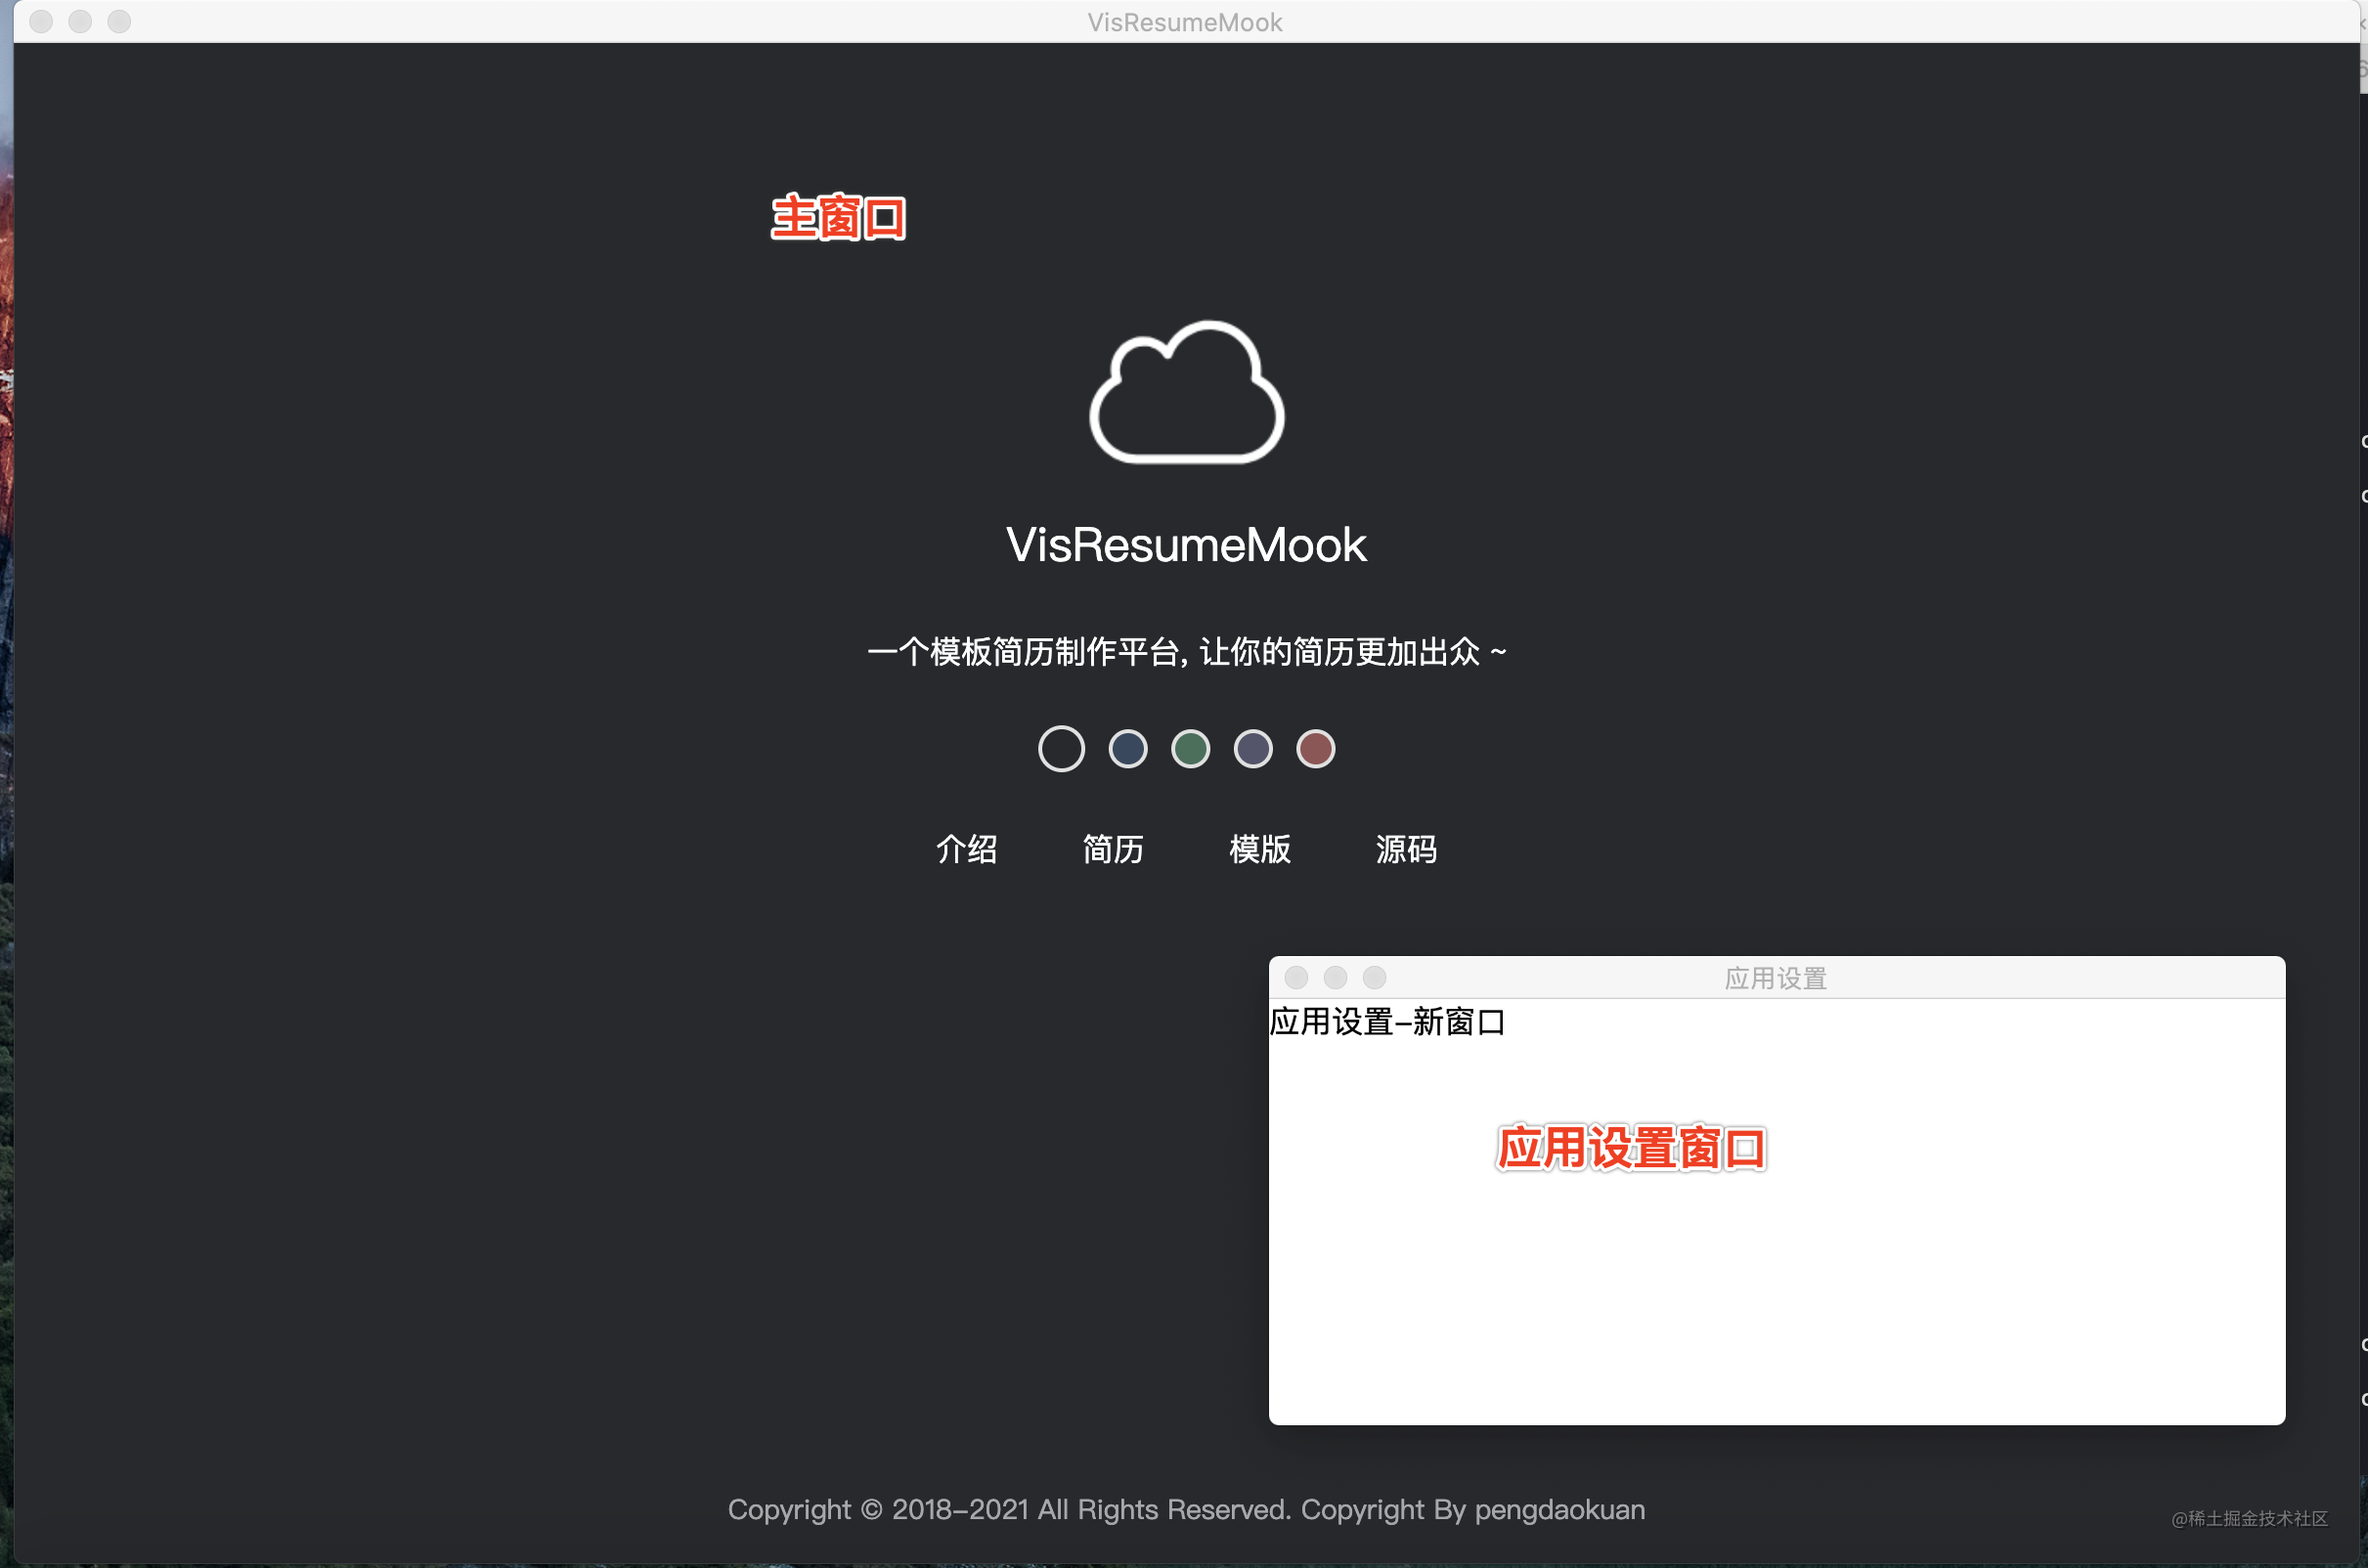 VisResumeMook
主窗口
VisResumeMook
一个模板简历制作平台, 让你的简历更加出众 ~
介绍 简历 模版 源码
应用设置
应用设置-新窗口
应用设置窗口
Copyright © 2018-2021 All Rights Reserved. Copyright By pengdaokuan
@稀土掘金技术社区